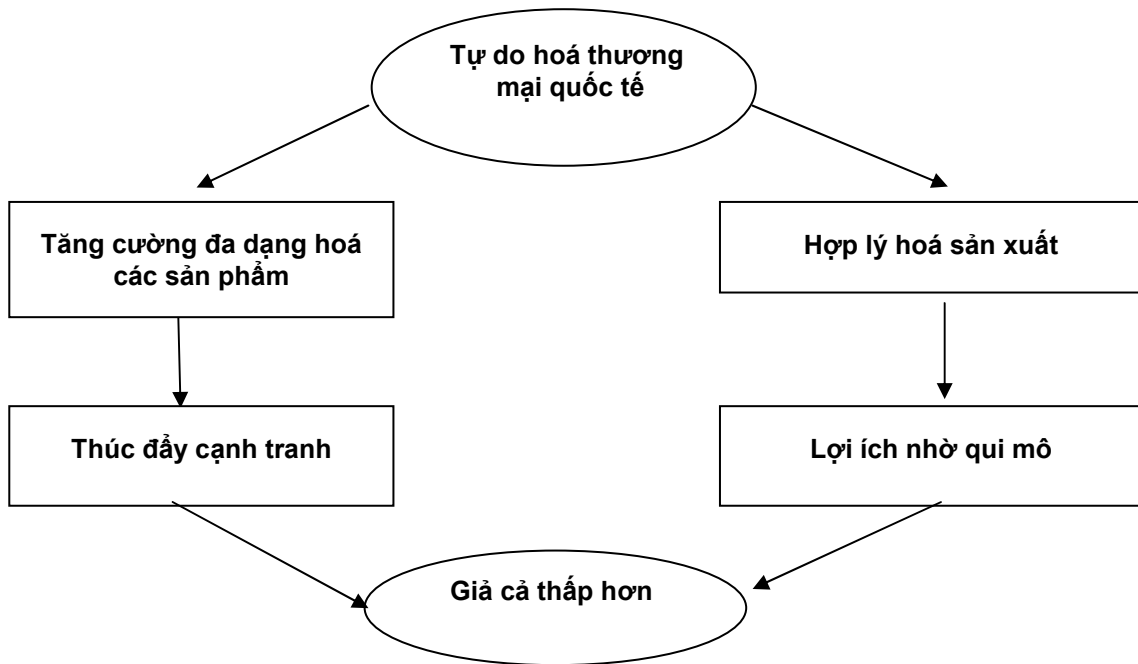 Tự do hoá thương
mại quốc tế
Tăng cường đa dạng hoá
các sản phẩm
Hợp lý hoá sản xuất
Thúc đẩy cạnh tranh
Lợi ích nhờ qui mô
Giả cả thấp hơn